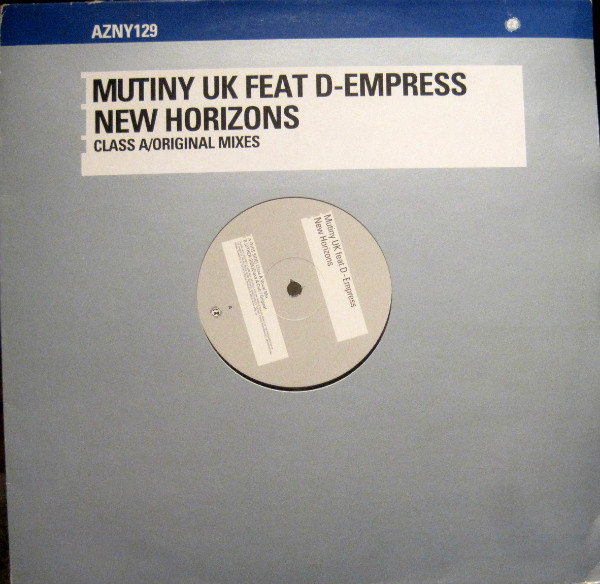 AZNY129
MUTINY UK FEAT D-EMPRESS
NEW HORIZONS
CLASS A/ORIGINAL MIXES
Mutiny UK feat D-Empress
New Horizons
A